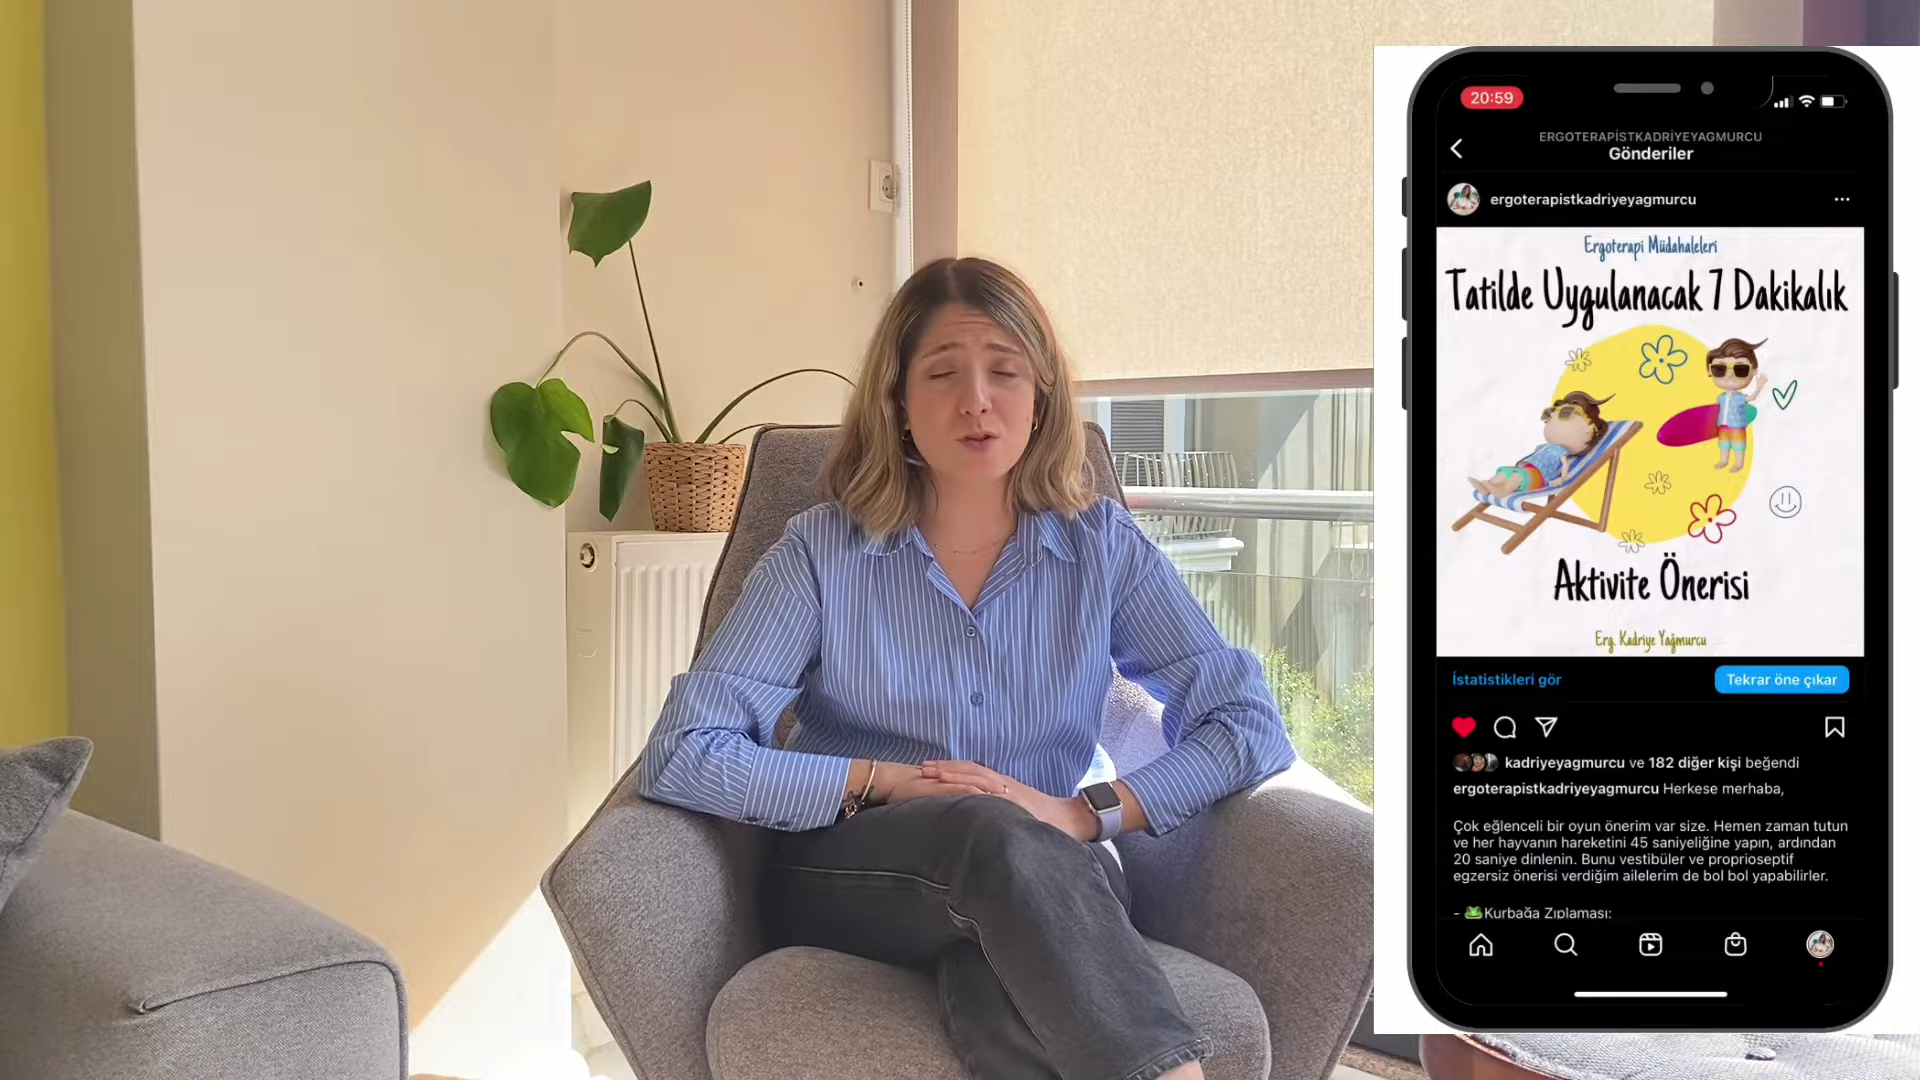 20:59
ERGOTERAPİSTKADRİYEYAGMURCU
Gönderiler
ergoterapistkadriyeyagmurcu
Ergoterapi Müdahaleleri
Tatilde Uygulanacak 7 Dakikalık
Aktivite Önerisi
Erg. Kadriye Yağmurcu
İstatistikleri gör
Tekrar öne çıkar
kadriyeyagmurcu ve 182 diğer kişi beğendi
ergoterapistkadriyeyagmurcu Herkese merhaba,
Çok eğlenceli bir oyun önerim var size. Hemen zaman tutun
ve her hayvanın hareketini 45 saniyeliğine yapın, ardından
20 saniye dinlenin. Bunu vestibüler ve proprioseptif
egzersiz önerisi verdiğim ailelerim de bol bol yapabilirler.
- 🐸Kurbağa Zıplaması: